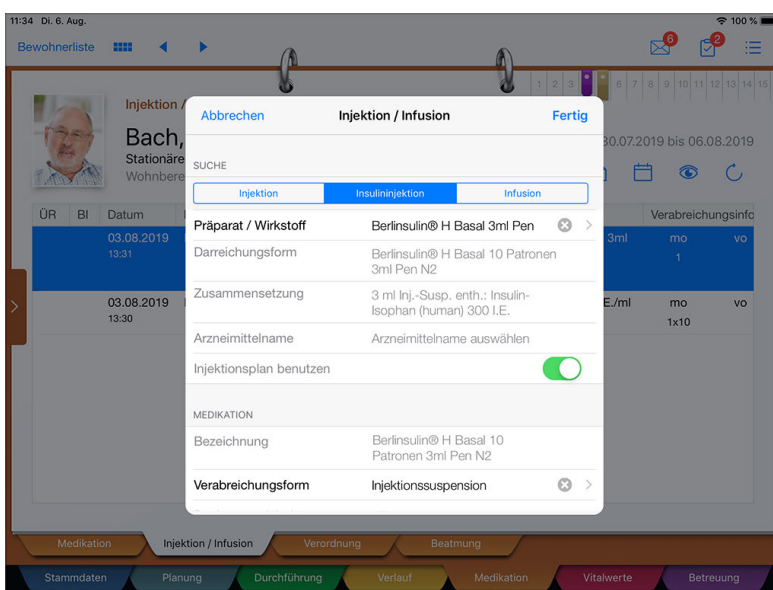 11:34 Di. 6. Aug. 100 %
Bewohnerliste 6 2
1 2 3 6 7 8 9 10 11 12 13 14 15
Injektion /
Bach,
30.07.2019 bis 06.08.2019
Stationäre
Wohnbere
Abbrechen Injektion / Infusion Fertig
SUCHE
Injektion Insulininjektion Infusion
Präparat / Wirkstoff Berlinsulin® H Basal 3ml Pen
Darreichungsform Berlinsulin® H Basal 10 Patronen
3ml Pen N2
Zusammensetzung 3 ml Inj.-Susp. enth.: Insulin-
Isophan (human) 300 I.E.
Arzneimittelname Arzneimittelname auswählen
Injektionsplan benutzen
MEDIKATION
Bezeichnung Berlinsulin® H Basal 10
Patronen 3ml Pen N2
Verabreichungsform Injektionssuspension
ÜR BI Datum Verabreichungsinfo
03.08.2019 3ml mo vo
13:31 1
03.08.2019 E./ml mo vo
13:30 1x10
Medikation Injektion / Infusion Verordnung Beatmung
Stammdaten Planung Durchführung Verlauf Medikation Vitalwerte Betreuung